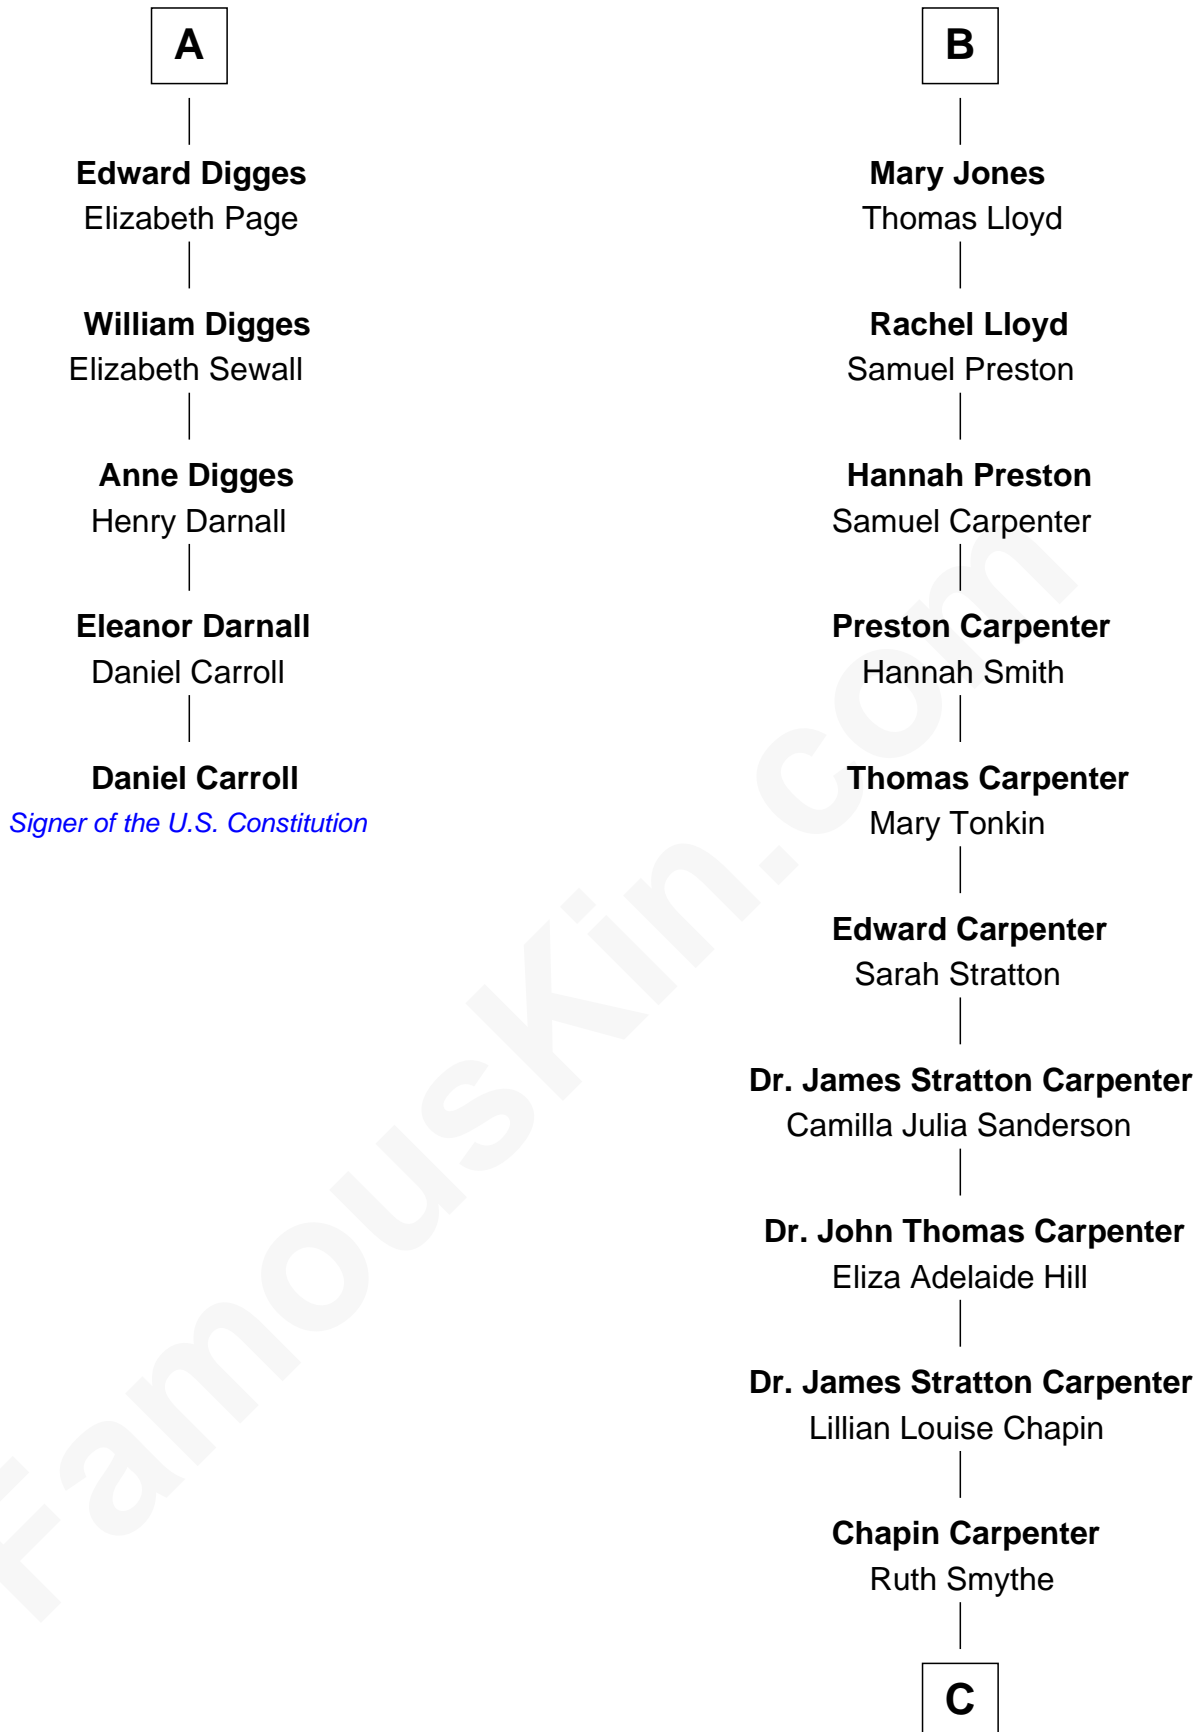 A
Edward Digges
Elizabeth Page
William Digges
Elizabeth Sewall
Anne Digges
Henry Darnall
Eleanor Darnall
Daniel Carroll
Daniel Carroll
Signer of the U.S. Constitution
B
Mary Jones
Thomas Lloyd
Rachel Lloyd
Samuel Preston
Hannah Preston
Samuel Carpenter
Preston Carpenter
Hannah Smith
Thomas Carpenter
Mary Tonkin
Edward Carpenter
Sarah Stratton
Dr. James Stratton Carpenter
Camilla Julia Sanderson
Dr. John Thomas Carpenter
Eliza Adelaide Hill
Dr. James Stratton Carpenter
Lillian Louise Chapin
Chapin Carpenter
Ruth Smythe
C
FamousKin.com